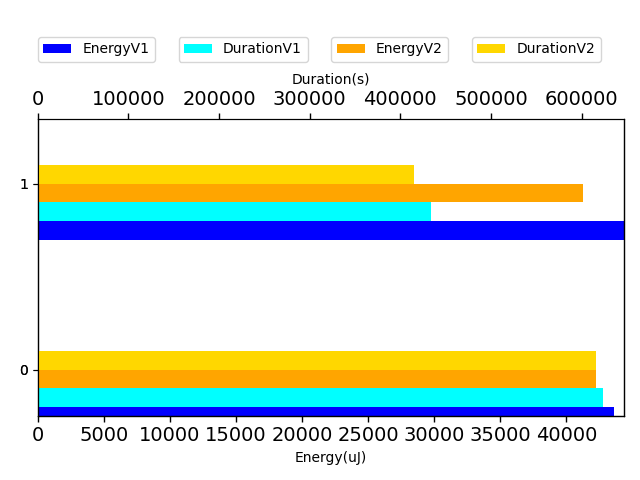 EnergyV1 DurationV1 EnergyV2 DurationV2
Duration(s)
0 100000 200000 300000 400000 500000 600000
1
0
0 5000 10000 15000 20000 25000 30000 35000 40000
Energy(uJ)